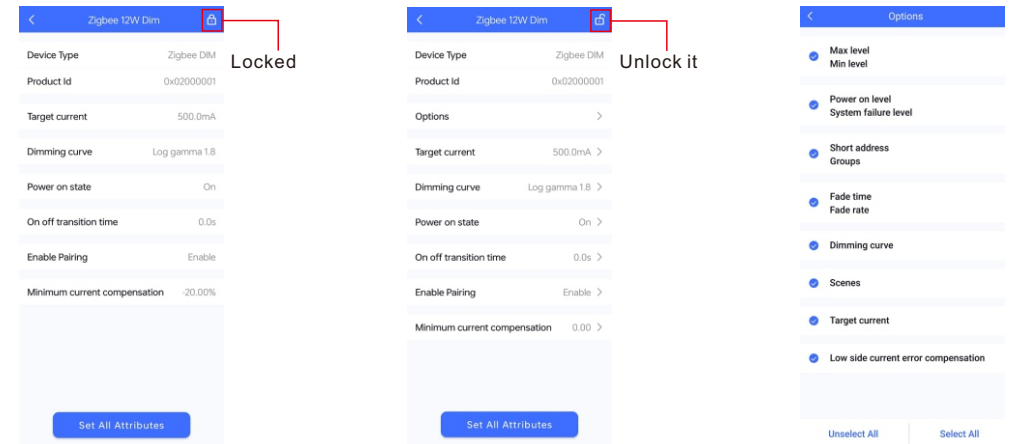 Zigbee 12W Dim
Device Type Zigbee DIM
Product Id 0x02000001
Target current 500.0mA
Dimming curve Log gamma 1.8
Power on state On
On off transition time 0.0s
Enable Pairing Enable
Minimum current compensation -20.00%
Set All Attributes
Locked
Zigbee 12W Dim
Device Type Zigbee DIM
Product Id 0x02000001
Options
Target current 500.0mA
Dimming curve Log gamma 1.8
Power on state On
On off transition time 0.0s
Enable Pairing Enable
Minimum current compensation 0.00
Set All Attributes
Unlock it
Options
Max level
Min level
Power on level
System failure level
Short address
Groups
Fade time
Fade rate
Dimming curve
Scenes
Target current
Low side current error compensation
Unselect All Select All